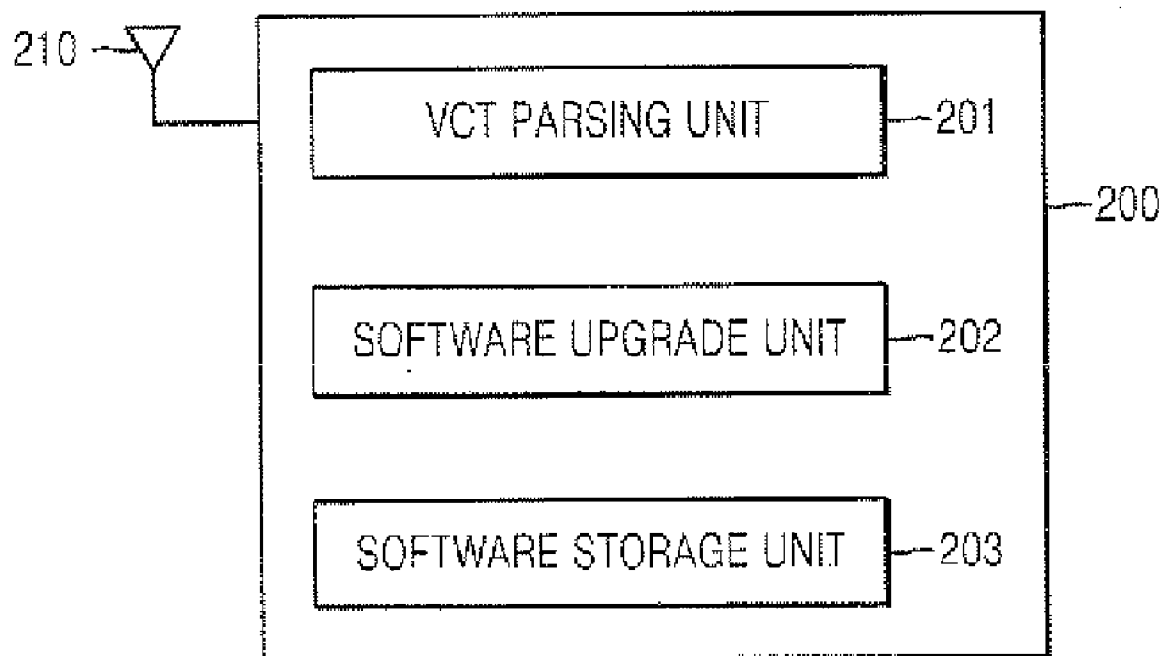 210
VCT PARSING UNIT
201
200
SOFTWARE UPGRADE UNIT
202
SOFTWARE STORAGE UNIT
203